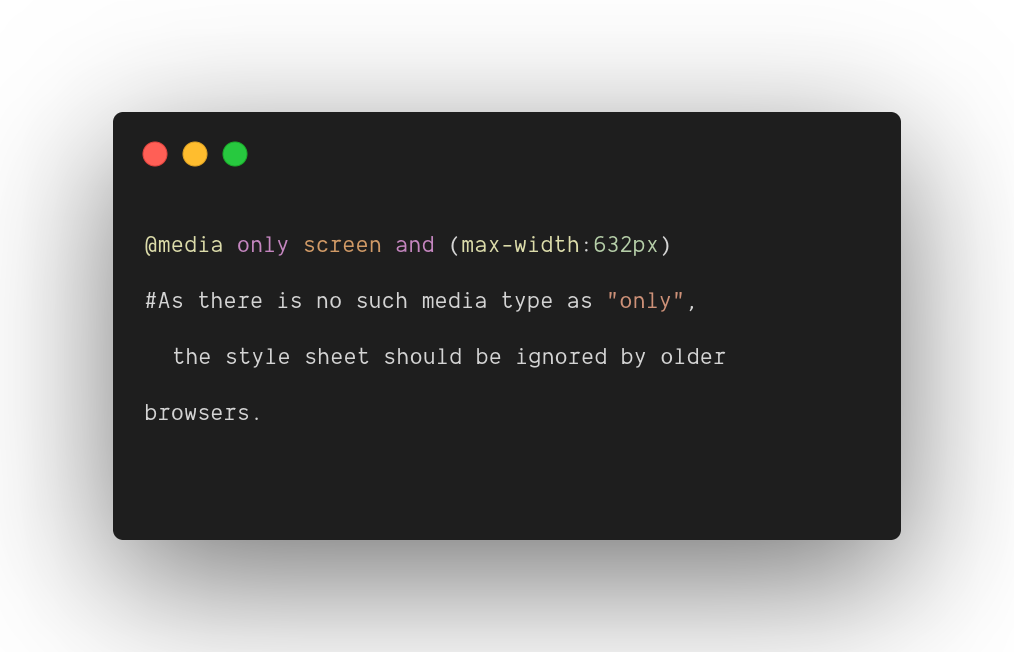 @media only screen and (max-width:632px)
#As there is no such media type as "only",
the style sheet should be ignored by older
browsers.